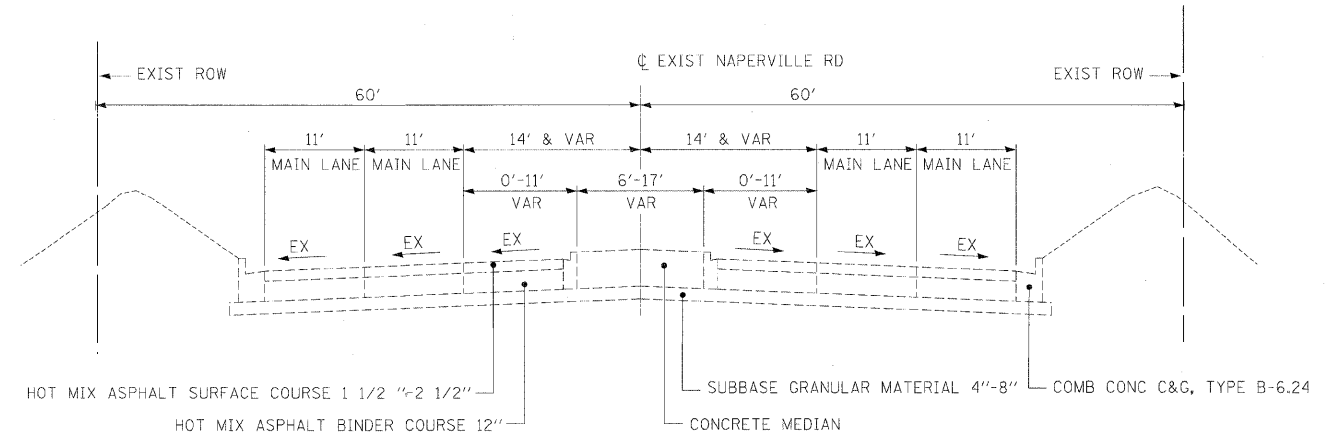 ℄ EXIST NAPERVILLE RD
EXIST ROW
EXIST ROW
60'
60'
11'
11'
14' & VAR
14' & VAR
11'
11'
MAIN LANE
MAIN LANE
MAIN LANE
MAIN LANE
0'-11'
6'-17'
0'-11'
VAR
VAR
VAR
EX
EX
EX
EX
EX
EX
HOT MIX ASPHALT SURFACE COURSE 1 1/2 "-2 1/2"
SUBBASE GRANULAR MATERIAL 4"-8"
COMB CONC C&G, TYPE B-6.24
HOT MIX ASPHALT BINDER COURSE 12"
CONCRETE MEDIAN